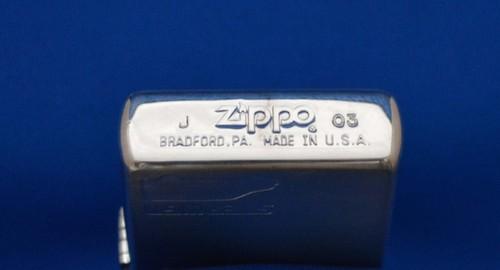 J Zippo 03
BRADFORD, PA. MADE IN U.S.A.